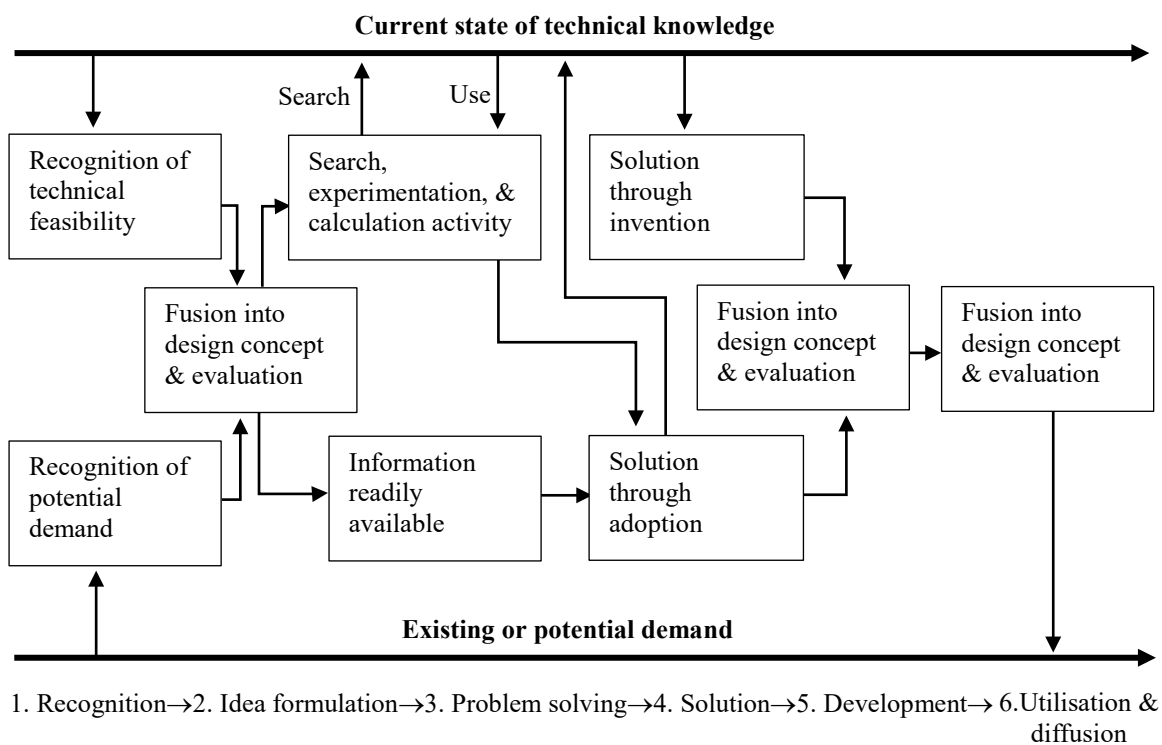 Current state of technical knowledge
Search
Use
Recognition of
technical
feasibility
Search,
experimentation, &
calculation activity
Solution
through
invention
Fusion into
design concept
& evaluation
Fusion into
design concept
& evaluation
Fusion into
design concept
& evaluation
Recognition of
potential
demand
Information
readily
available
Solution
through
adoption
Existing or potential demand
1. Recognition→2. Idea formulation→3. Problem solving→4. Solution→5. Development→ 6.Utilisation &
diffusion